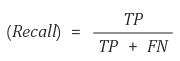 (Recall) = TP / TP + FN